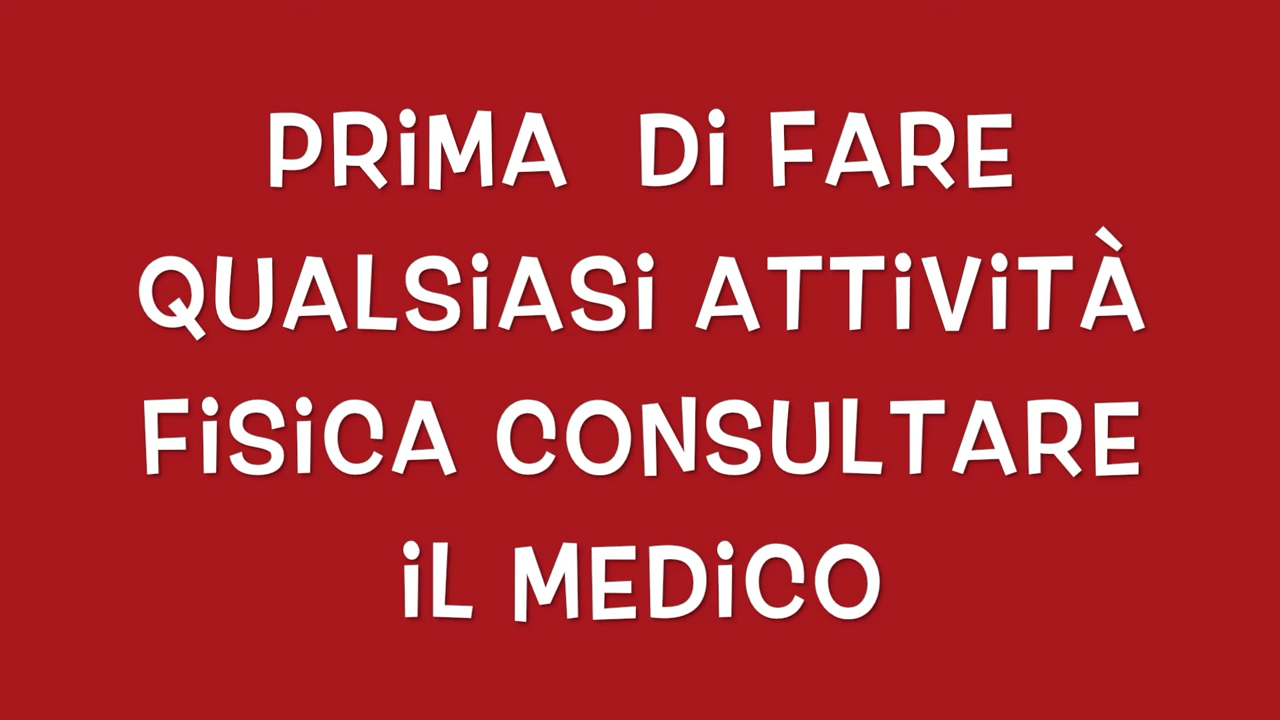 PRiMA Di FARE
QUALSiASi ATTiViTÀ
FiSiCA CONSULTARE
iL MEDiCO